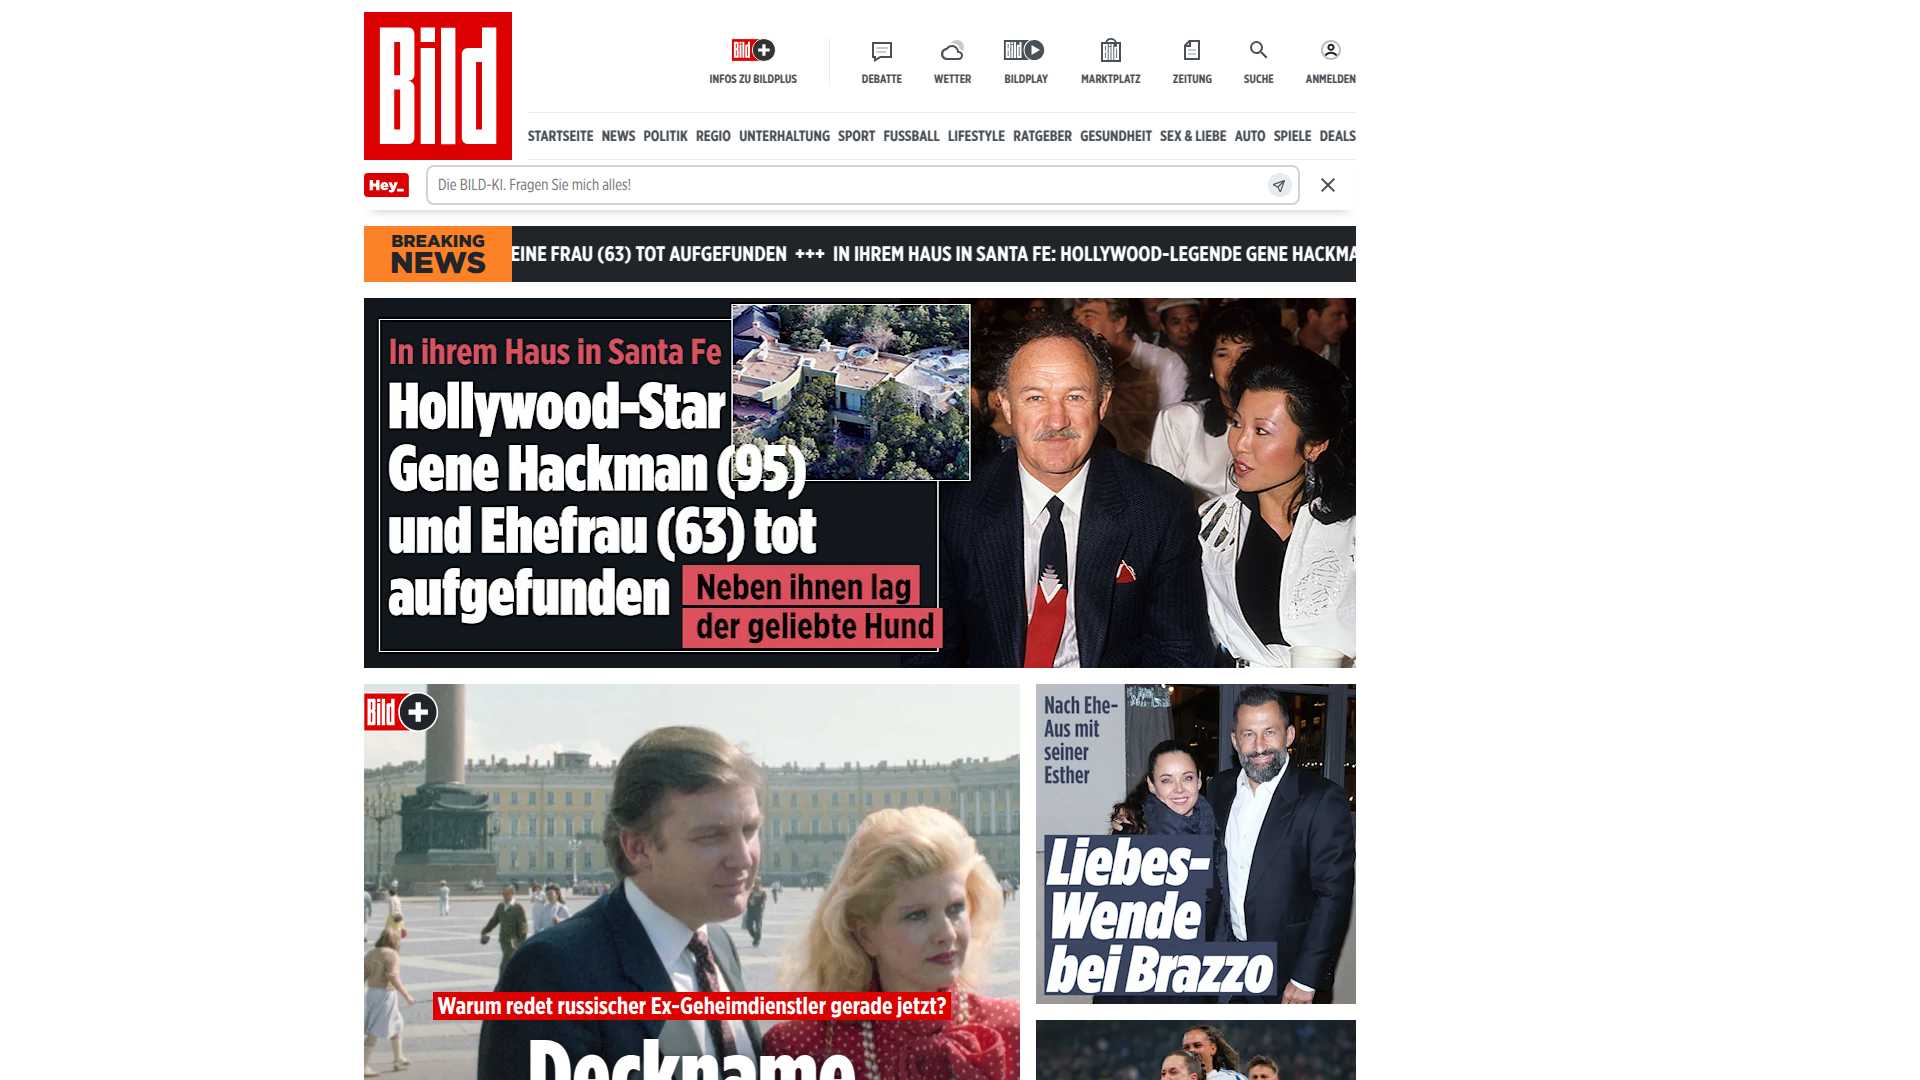 Bild
Bild
INFOS ZU BILDPLUS
DEBATTE
WETTER
Bild
BILDPLAY
Bild
MARKTPLATZ
ZEITUNG
SUCHE
ANMELDEN
STARTSEITE NEWS POLITIK REGIO UNTERHALTUNG SPORT FUSSBALL LIFESTYLE RATGEBER GESUNDHEIT SEX & LIEBE AUTO SPIELE DEALS
Hey_
Die BILD-KI. Fragen Sie mich alles!
BREAKING
NEWS
EINE FRAU (63) TOT AUFGEFUNDEN +++ IN IHREM HAUS IN SANTA FE: HOLLYWOOD-LEGENDE GENE HACKMA
In ihrem Haus in Santa Fe
Hollywood-Star
Gene Hackman (95)
und Ehefrau (63) tot
aufgefunden
Neben ihnen lag
der geliebte Hund
Bild +
Warum redet russischer Ex-Geheimdienstler gerade jetzt?
Deckname
Nach Ehe-
Aus mit
seiner
Esther
Liebes-
Wende
bei Brazzo